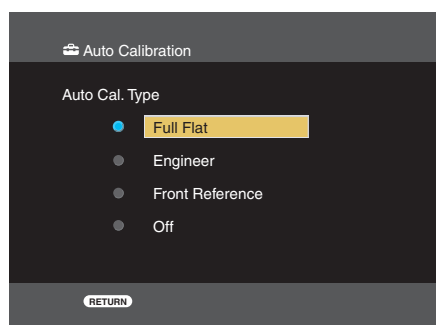 Auto Calibration
Auto Cal. Type
Full Flat
Engineer
Front Reference
Off
RETURN